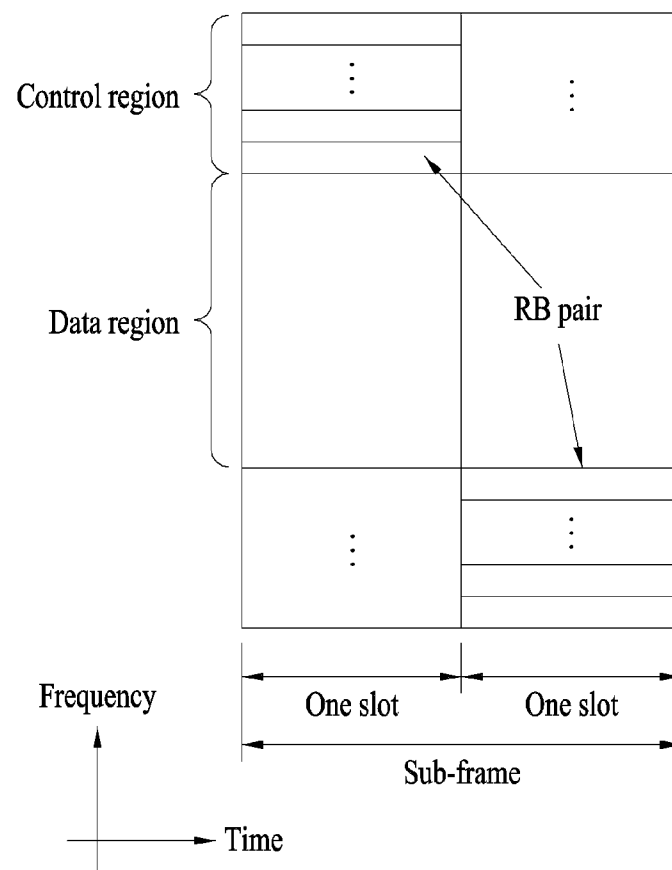 Control region
Data region
RB pair
One slot
One slot
Sub-frame
Frequency
Time